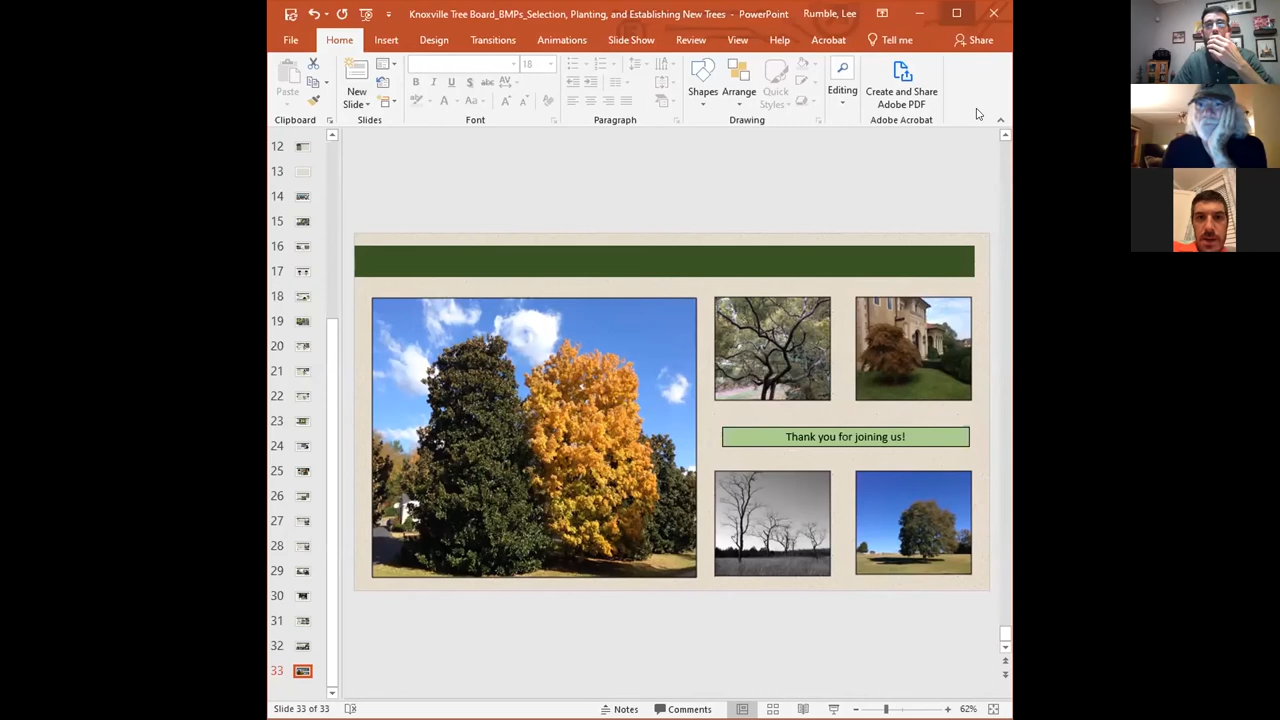 Knoxville Tree Board_BMPs_Selection, Planting, and Establishing New Trees - PowerPoint
Rumble, Lee
File
Home
Insert
Design
Transitions
Animations
Slide Show
Review
View
Help
Acrobat
Tell me
Share
Paste
New
Slide
18
B I U S abc AV
A Aa A A
Shapes
Arrange
Quick
Styles
Editing
Create and Share
Adobe PDF
Clipboard
Slides
Font
Paragraph
Drawing
Adobe Acrobat
12
13
14
15
16
17
18
19
20
21
22
23
24
25
26
27
28
29
30
31
32
33
Thank you for joining us!
Slide 33 of 33
Notes
Comments
62%